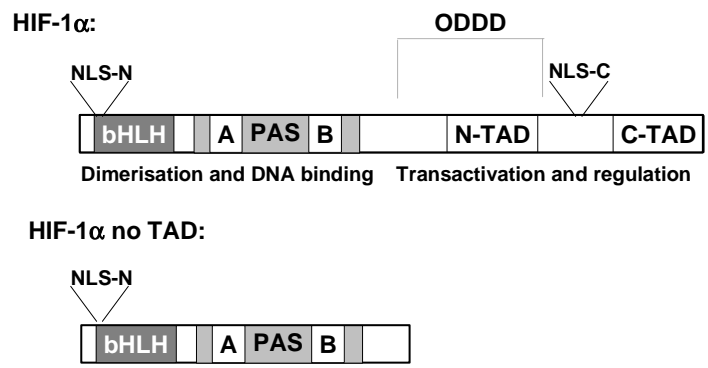 HIF-1α: ODDD
NLS-N NLS-C
bHLH A PAS B N-TAD C-TAD
Dimerisation and DNA binding Transactivation and regulation
HIF-1α no TAD:
NLS-N
bHLH A PAS B